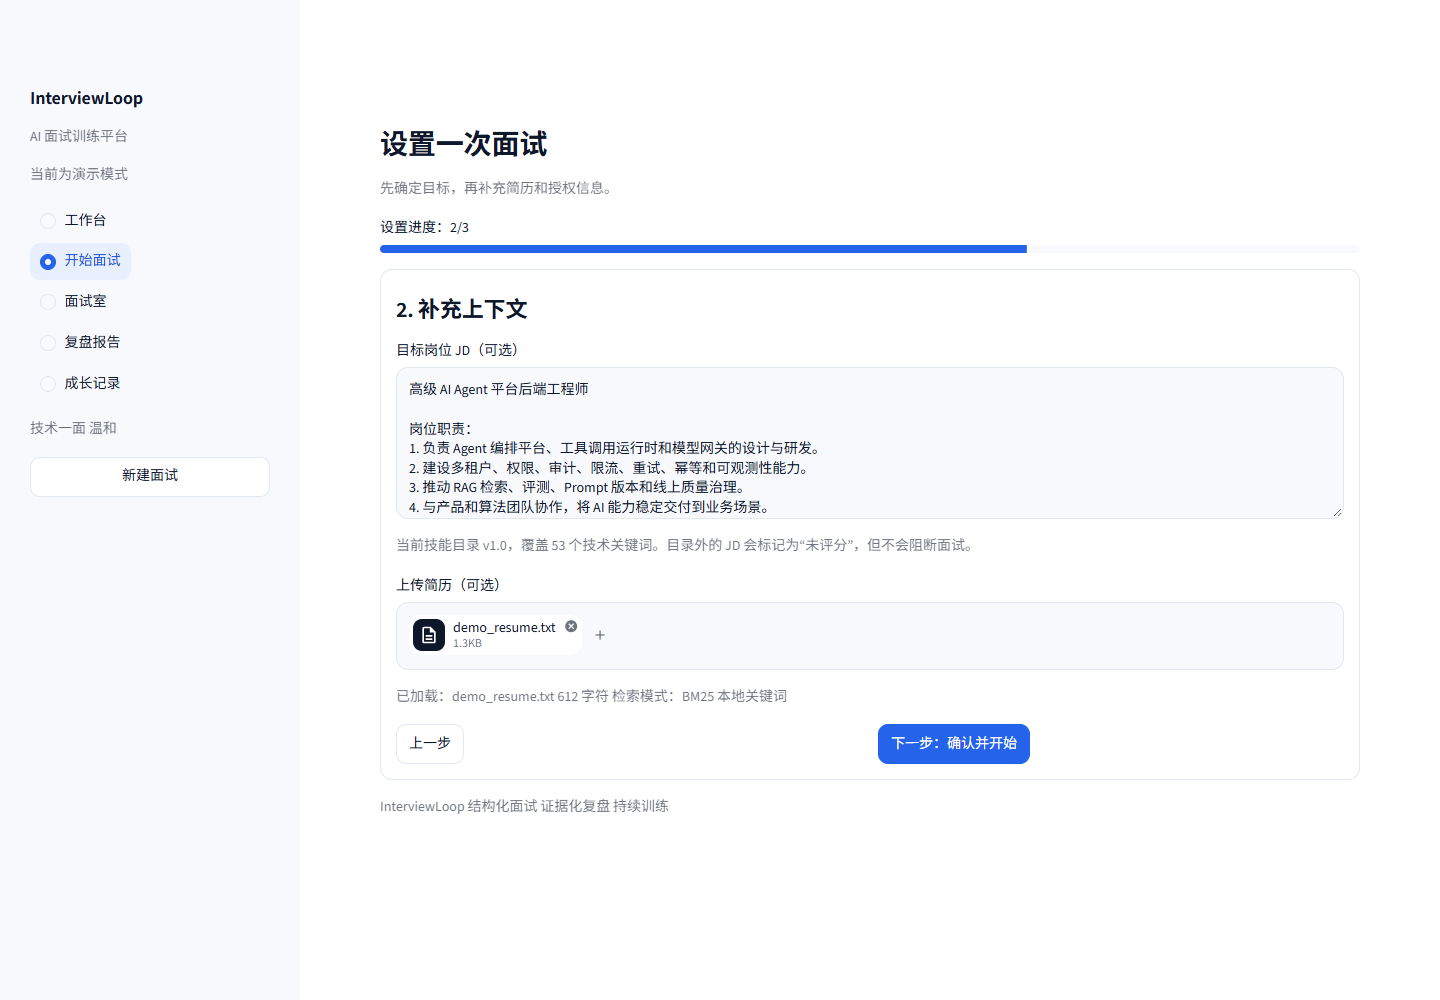 InterviewLoop
AI 面试训练平台
当前为演示模式
工作台
开始面试
面试室
复盘报告
成长记录
技术一面 温和
新建面试
设置一次面试
先确定目标，再补充简历和授权信息。
设置进度：2/3
2. 补充上下文
目标岗位 JD（可选）
高级 AI Agent 平台后端工程师
岗位职责：
1. 负责 Agent 编排平台、工具调用运行时和模型网关的设计与研发。
2. 建设多租户、权限、审计、限流、重试、幂等和可观测性能力。
3. 推动 RAG 检索、评测、Prompt 版本和线上质量治理。
4. 与产品和算法团队协作，将 AI 能力稳定交付到业务场景。
当前技能目录 v1.0，覆盖 53 个技术关键词。目录外的 JD 会标记为“未评分”，但不会阻断面试。
上传简历（可选）
demo_resume.txt
1.3KB
已加载：demo_resume.txt 612 字符 检索模式：BM25 本地关键词
上一步
下一步：确认并开始
InterviewLoop 结构化面试 证据化复盘 持续训练